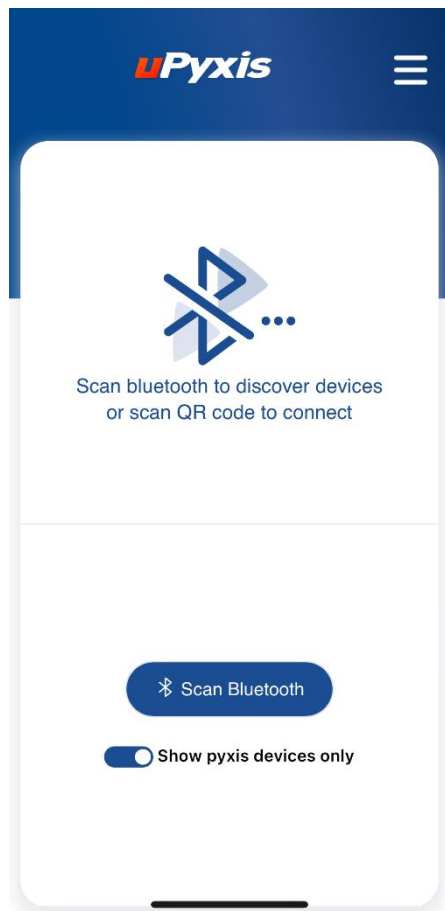 uPyxis
Scan bluetooth to discover devices
or scan QR code to connect
Scan Bluetooth
Show pyxis devices only